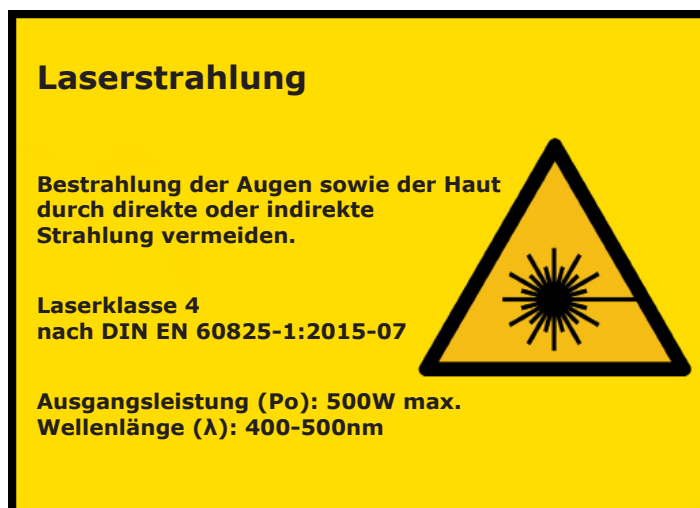 Laserstrahlung
Bestrahlung der Augen sowie der Haut
durch direkte oder indirekte
Strahlung vermeiden.
Laserklasse 4
nach DIN EN 60825-1:2015-07
Ausgangsleistung (Po): 500W max.
Wellenlänge (λ): 400-500nm